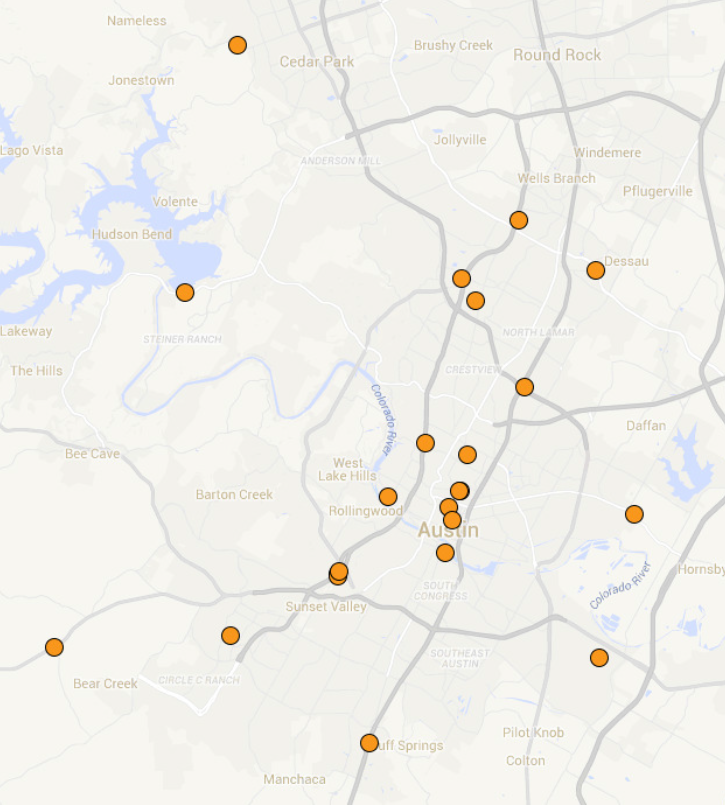 Nameless
Cedar Park
Brushy Creek
Round Rock
Jonestown
Lago Vista
ANDERSON MILL
Jollyville
Windemere
Wells Branch
Pflugerville
Volente
Hudson Bend
Dessau
Lakeway
STEINER RANCH
NORTH LAMAR
The Hills
CRESTVIEW
Colorado River
Daffan
Bee Cave
West
Lake Hills
Barton Creek
Rollingwood
Austin
Hornsby
Colorado River
SOUTH
CONGRESS
Sunset Valley
SOUTHEAST
AUSTIN
Bear Creek
CIRCLE C RANCH
uff Springs
Pilot Knob
Colton
Manchaca